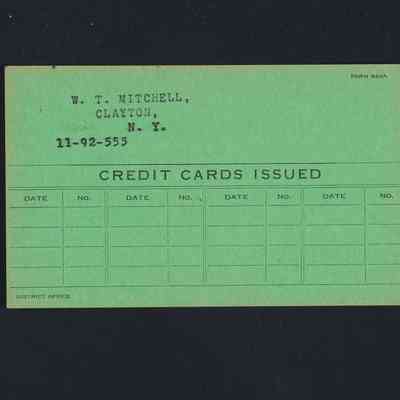 W. T. MITCHELL,
CLAYTON,
N. Y.
11-92-555
CREDIT CARDS ISSUED
DATE NO. DATE NO. DATE NO. DATE NO.
DISTRICT OFFICE